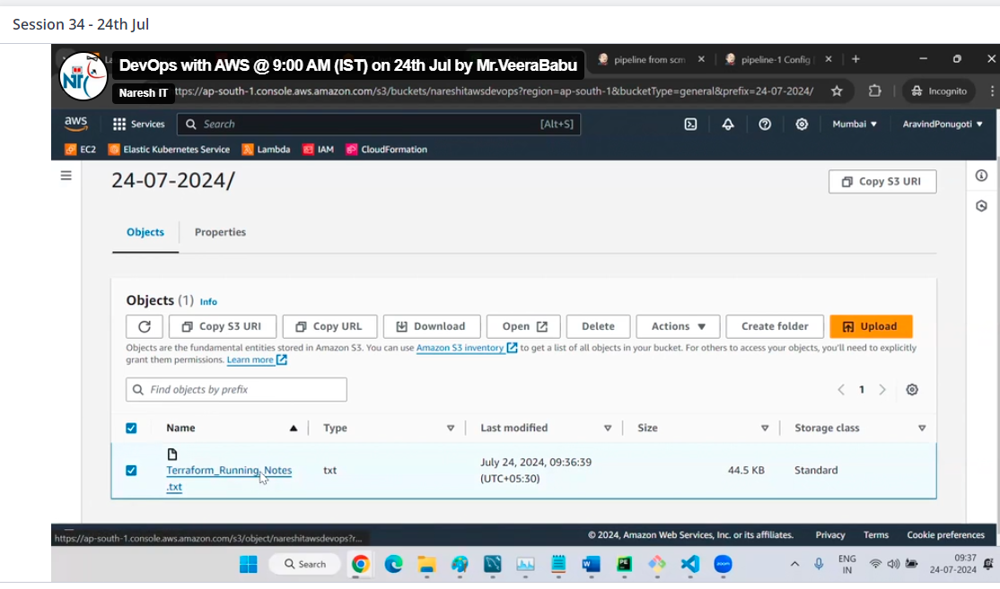 Session 34 - 24th Jul
DevOps with AWS @ 9:00 AM (IST) on 24th Jul by Mr.VeeraBabu
Naresh IT
NIT
pipeline from scm
pipeline-1 Config
ttps://ap-south-1.console.aws.amazon.com/s3/buckets/nareshitawsdevops?region=ap-south-1&bucketType=general&prefix=24-07-2024/
Incognito
aws
Services
Search
[Alt+S]
Mumbai
AravindPonugoti
EC2
Elastic Kubernetes Service
Lambda
IAM
CloudFormation
24-07-2024/
Copy S3 URI
Objects
Properties
Objects (1) Info
Copy S3 URI
Copy URL
Download
Open
Delete
Actions
Create folder
Upload
Objects are the fundamental entities stored in Amazon S3. You can use Amazon S3 inventory to get a list of all objects in your bucket. For others to access your objects, you'll need to explicitly
grant them permissions. Learn more
Find objects by prefix
1
Name
Type
Last modified
Size
Storage class
Terraform_Running_Notes
.txt
txt
July 24, 2024, 09:36:39
(UTC+05:30)
44.5 KB
Standard
https://ap-south-1.console.aws.amazon.com/s3/object/nareshitawsdevops?r...
© 2024, Amazon Web Services, Inc. or its affiliates.
Privacy
Terms
Cookie preferences
Search
ENG
IN
09:37
24-07-2024